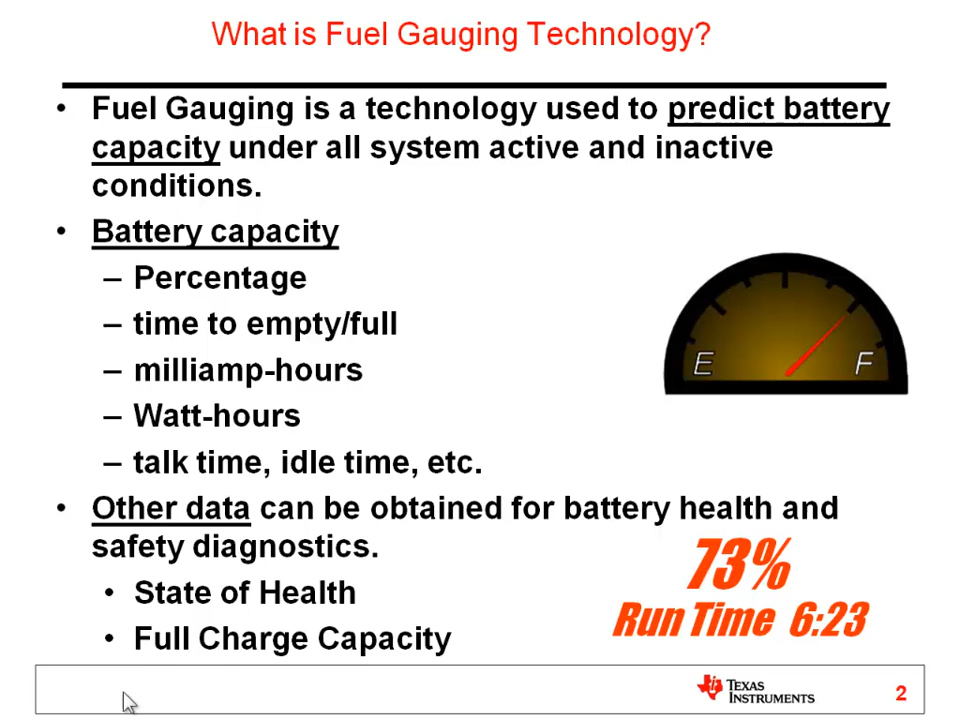 What is Fuel Gauging Technology?
• Fuel Gauging is a technology used to predict battery
capacity under all system active and inactive
conditions.
• Battery capacity
– Percentage
– time to empty/full
– milliamp-hours
– Watt-hours
– talk time, idle time, etc.
E F
• Other data can be obtained for battery health and
safety diagnostics.
• State of Health
• Full Charge Capacity
73%
Run Time 6:23
TEXAS
INSTRUMENTS
2